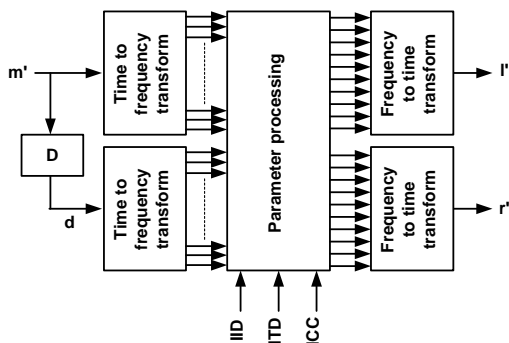 m'
Time to
frequency
transform
D
d
Time to
frequency
transform
Parameter processing
Frequency
to time
transform
l'
Frequency
to time
transform
r'
IID
ITD
ICC